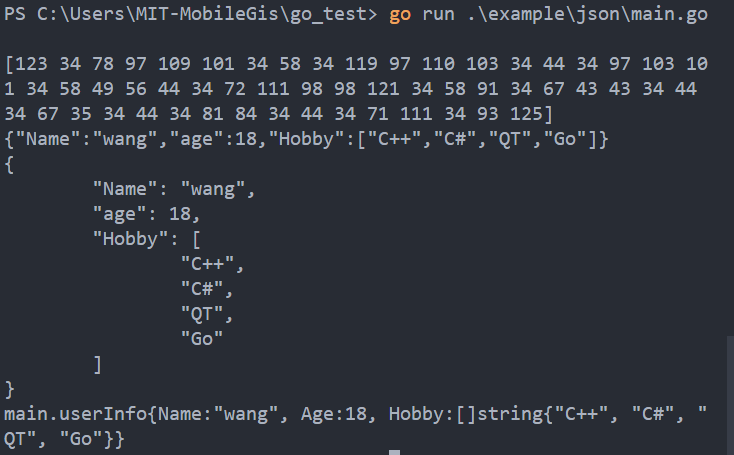 PS C:\Users\MIT-MobileGis\go_test> go run .\example\json\main.go
[123 34 78 97 109 101 34 58 34 119 97 110 103 34 44 34 97 103 10
1 34 58 49 56 44 34 72 111 98 98 121 34 58 91 34 67 43 43 34 44
34 67 35 34 44 34 81 84 34 44 34 71 111 34 93 125]
{"Name":"wang","age":18,"Hobby":["C++","C#","QT","Go"]}
{
        "Name": "wang",
        "age": 18,
        "Hobby": [
                "C++",
                "C#",
                "QT",
                "Go"
        ]
}
main.userInfo{Name:"wang", Age:18, Hobby:[]string{"C++", "C#", "
QT", "Go"}}